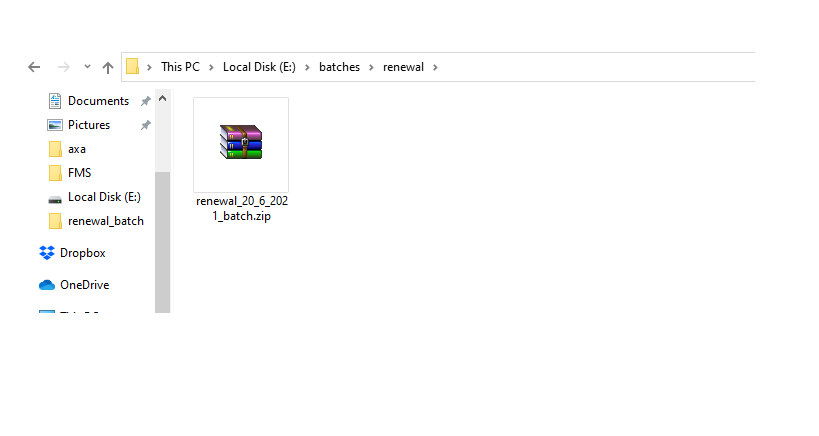 This PC > Local Disk (E:) > batches > renewal >
Documents
Pictures
axa
FMS
Local Disk (E:)
renewal_batch
Dropbox
OneDrive
renewal_20_6_202
1_batch.zip